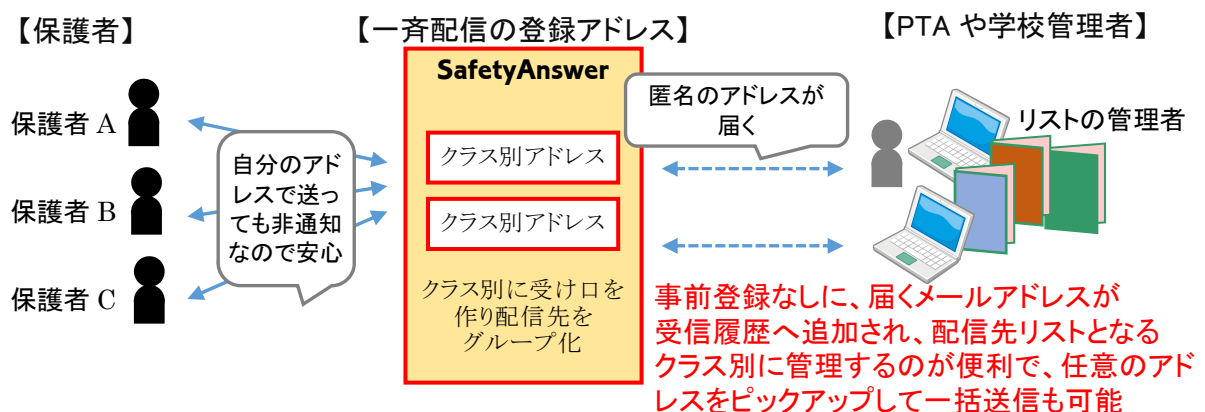 【保護者】
【一斉配信の登録アドレス】
【PTA や学校管理者】
保護者 A
保護者 B
保護者 C
自分のアド
レスで送っ
ても非通知
なので安心
SafetyAnswer
クラス別アドレス
クラス別アドレス
クラス別に受け口を
作り配信先を
グループ化
匿名のアドレスが
届く
リストの管理者
事前登録なしに、届くメールアドレスが
受信履歴へ追加され、配信先リストとなる
クラス別に管理するのが便利で、任意のアド
レスをピックアップして一括送信も可能